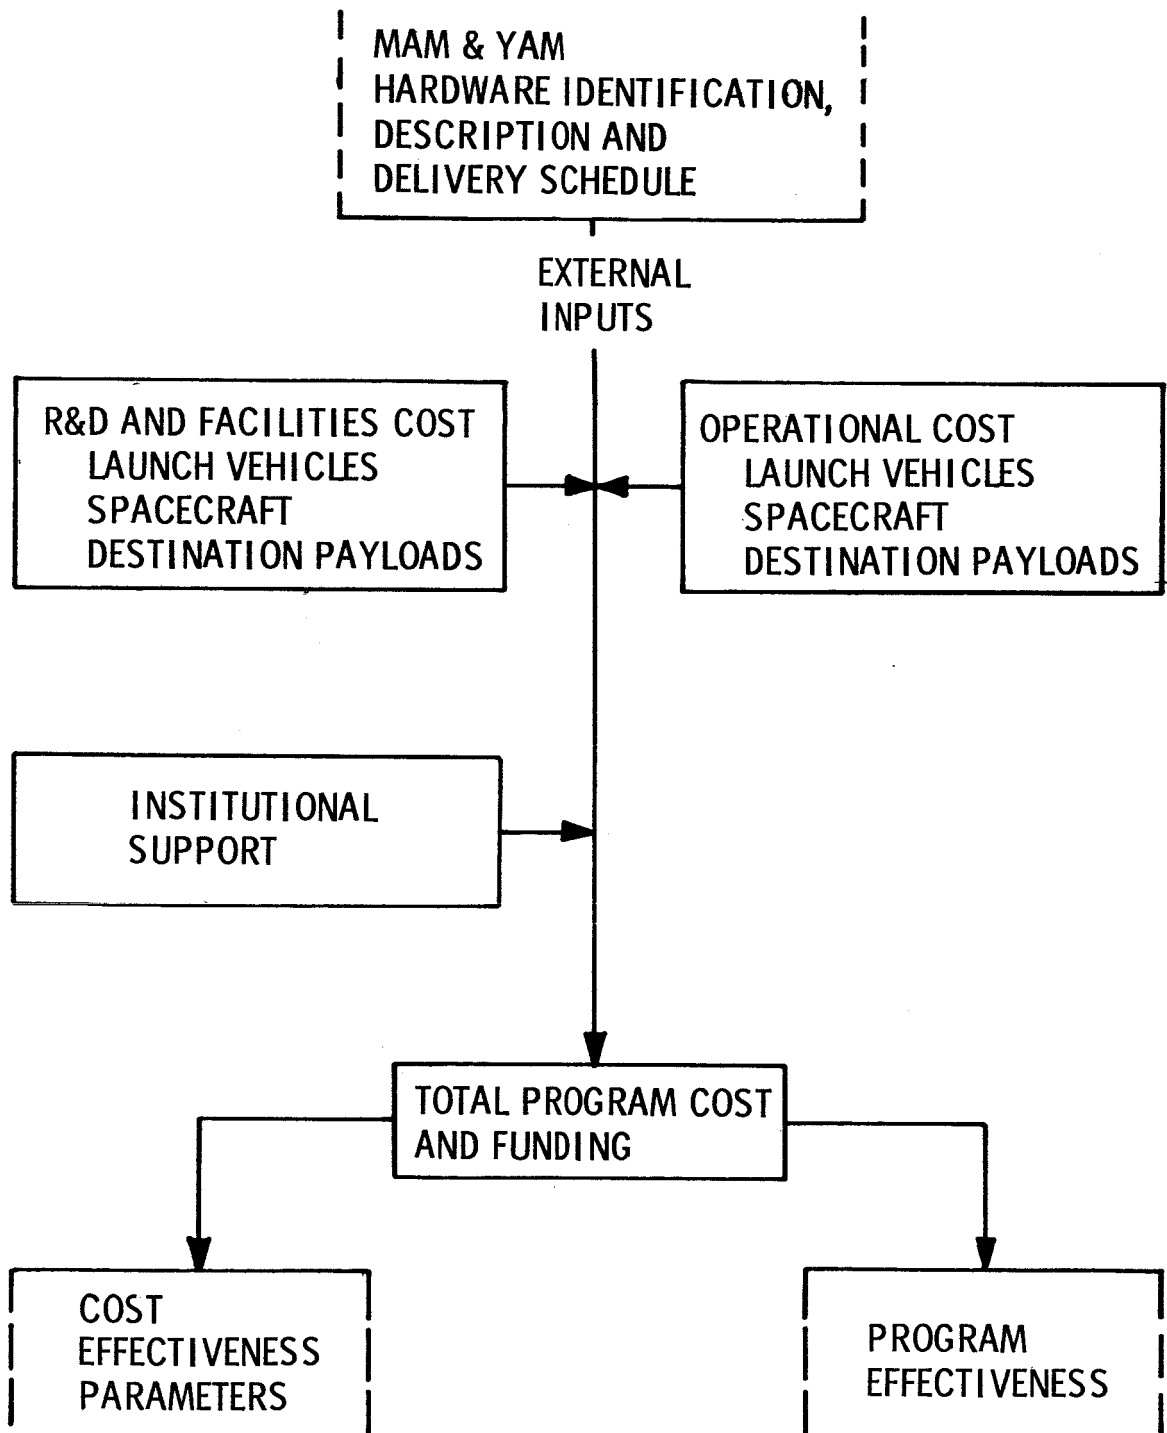 MAM & YAM
HARDWARE IDENTIFICATION,
DESCRIPTION AND
DELIVERY SCHEDULE
EXTERNAL
INPUTS
R&D AND FACILITIES COST
LAUNCH VEHICLES
SPACECRAFT
DESTINATION PAYLOADS
OPERATIONAL COST
LAUNCH VEHICLES
SPACECRAFT
DESTINATION PAYLOADS
INSTITUTIONAL
SUPPORT
TOTAL PROGRAM COST
AND FUNDING
COST
EFFECTIVENESS
PARAMETERS
PROGRAM
EFFECTIVENESS